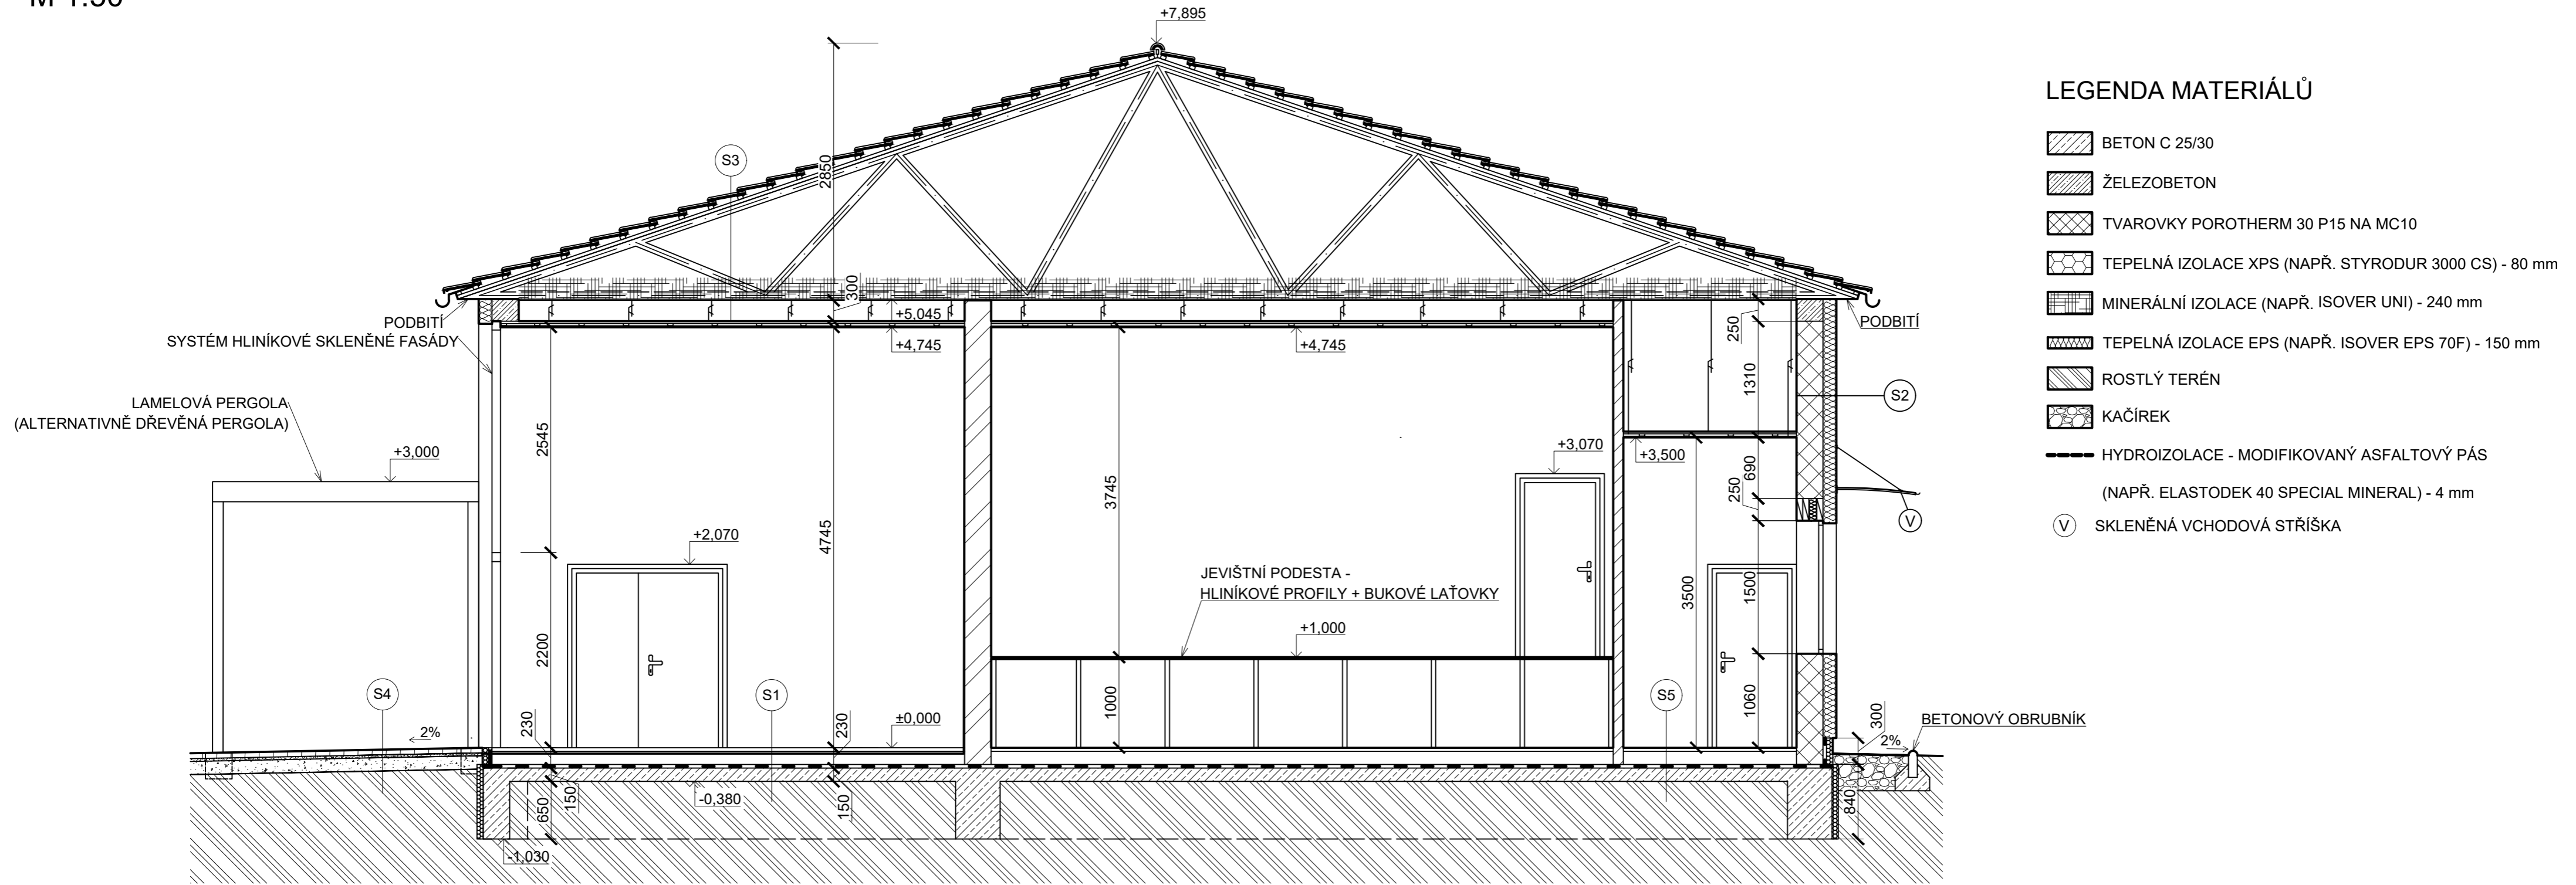 +7,895
LEGENDA MATERIÁLŮ
BETON C 25/30
ŽELEZOBETON
TVAROVKY POROTHERM 30 P15 NA MC10
TEPELNÁ IZOLACE XPS (NAPŘ. STYRODUR 3000 CS) - 80 mm
MINERÁLNÍ IZOLACE (NAPŘ. ISOVER UNI) - 240 mm
TEPELNÁ IZOLACE EPS (NAPŘ. ISOVER EPS 70F) - 150 mm
ROSTLÝ TERÉN
KAČÍREK
HYDROIZOLACE - MODIFIKOVANÝ ASFALTOVÝ PÁS
(NAPŘ. ELASTODEK 40 SPECIAL MINERAL) - 4 mm
V SKLENĚNÁ VCHODOVÁ STŘÍŠKA
S3
2850
300
+5,045
+4,745
+4,745
PODBITÍ
SYSTÉM HLINÍKOVÉ SKLENĚNÉ FASÁDY
LAMELOVÁ PERGOLA
(ALTERNATIVNĚ DŘEVĚNÁ PERGOLA)
+3,000
2545
4745
3745
+2,070
+3,070
+3,500
250
1310
690
250
1500
1060
3500
PODBITÍ
S2
V
JEVIŠTNÍ PODESTA -
HLINÍKOVÉ PROFILY + BUKOVÉ LAŤOVKY
+1,000
2200
1000
S4
S1
S5
2%
230
230
±0,000
300
2%
BETONOVÝ OBRUBNÍK
650
150
-0,380
150
840
-1,030